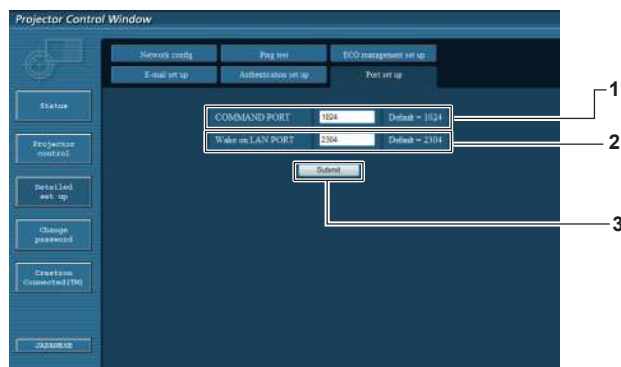 Projector Control Window
Network config
Ping test
ECO management set up
E-mail set up
Authentication set up
Port set up
1
Status
COMMAND PORT 1024 Default = 1024
2
Projector
control
Wake on LAN PORT 2304 Default = 2304
Submit
Detailed
set up
3
Change
password
Crestron
Connected(TM)
JAPANESE